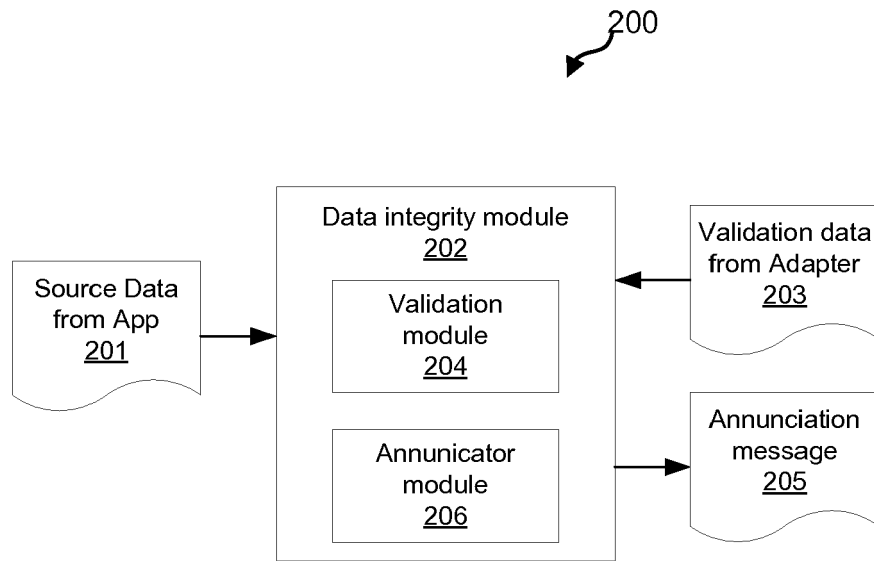 200
Data integrity module
202
Source Data
from App
201
Validation
module
204
Annunicator
module
206
Validation data
from Adapter
203
Annunciation
message
205